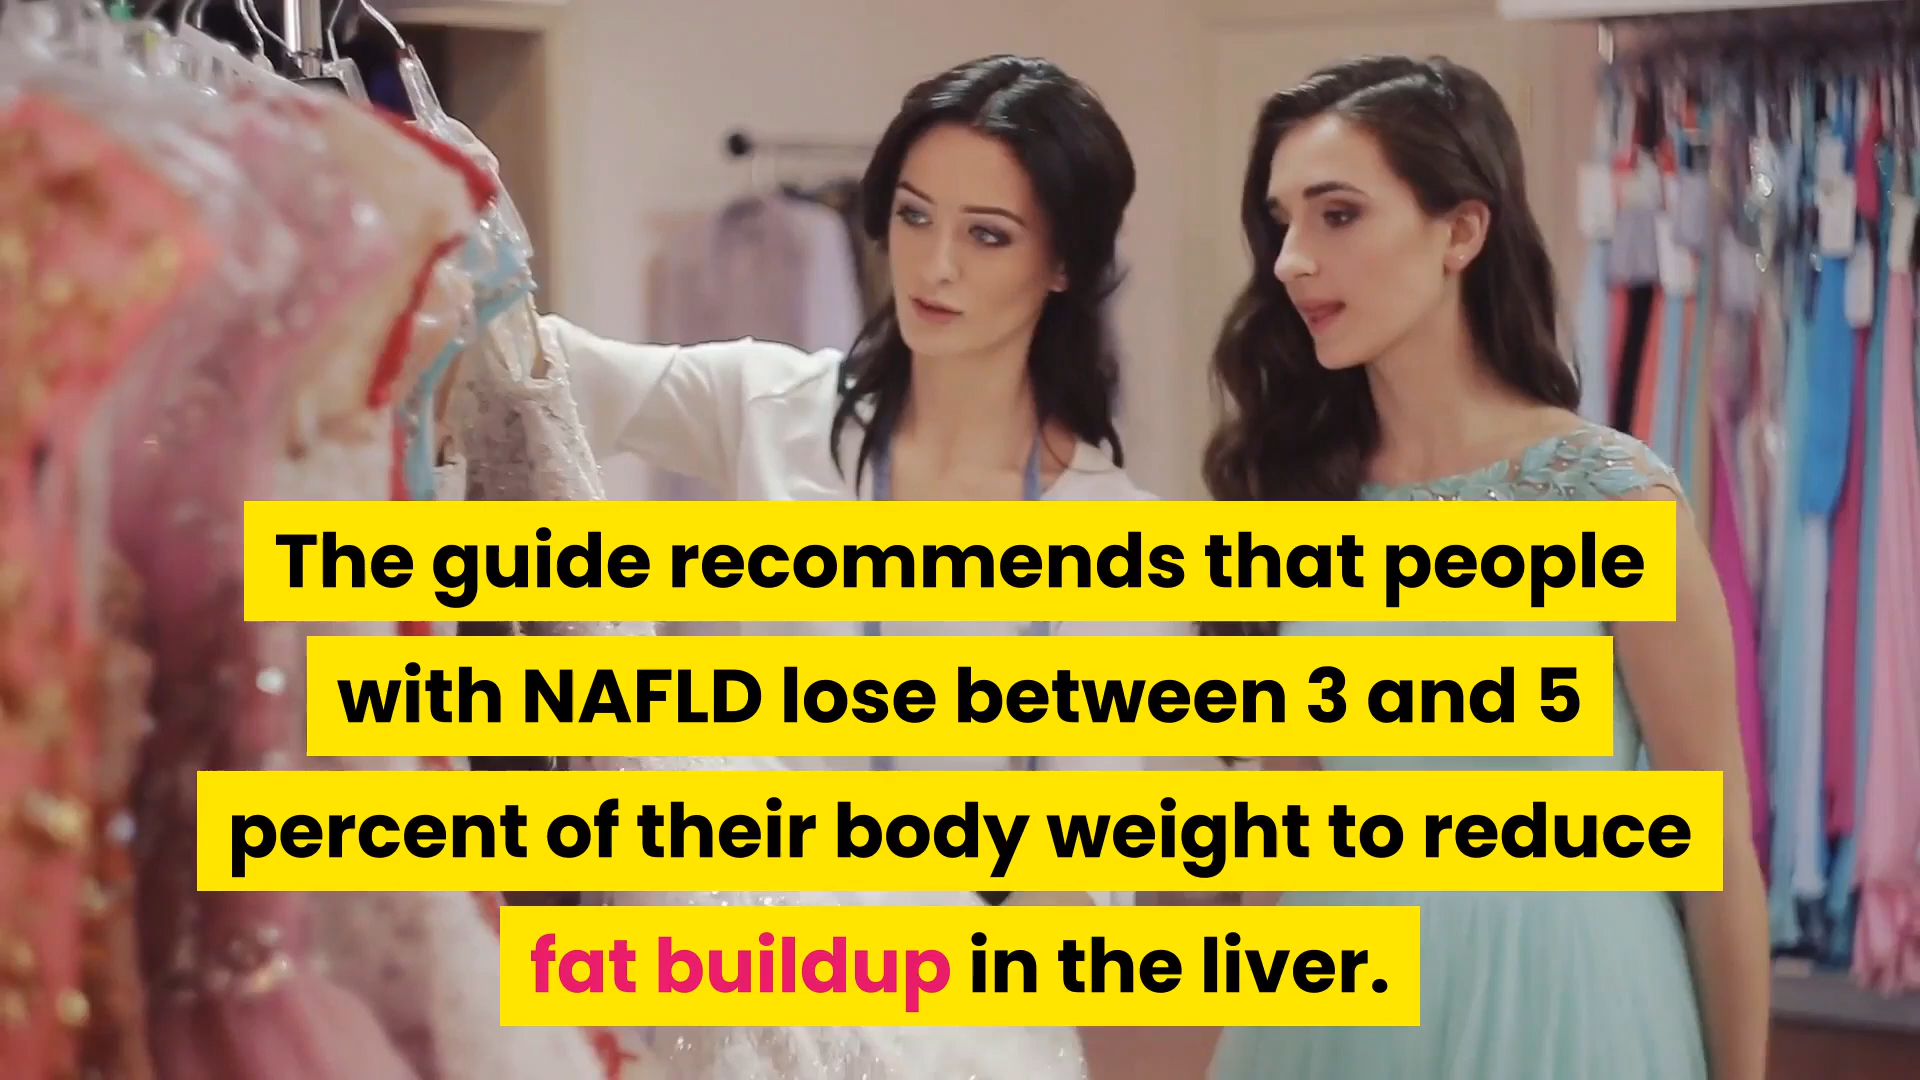 The guide recommends that people
with NAFLD lose between 3 and 5
percent of their body weight to reduce
fat buildup in the liver.